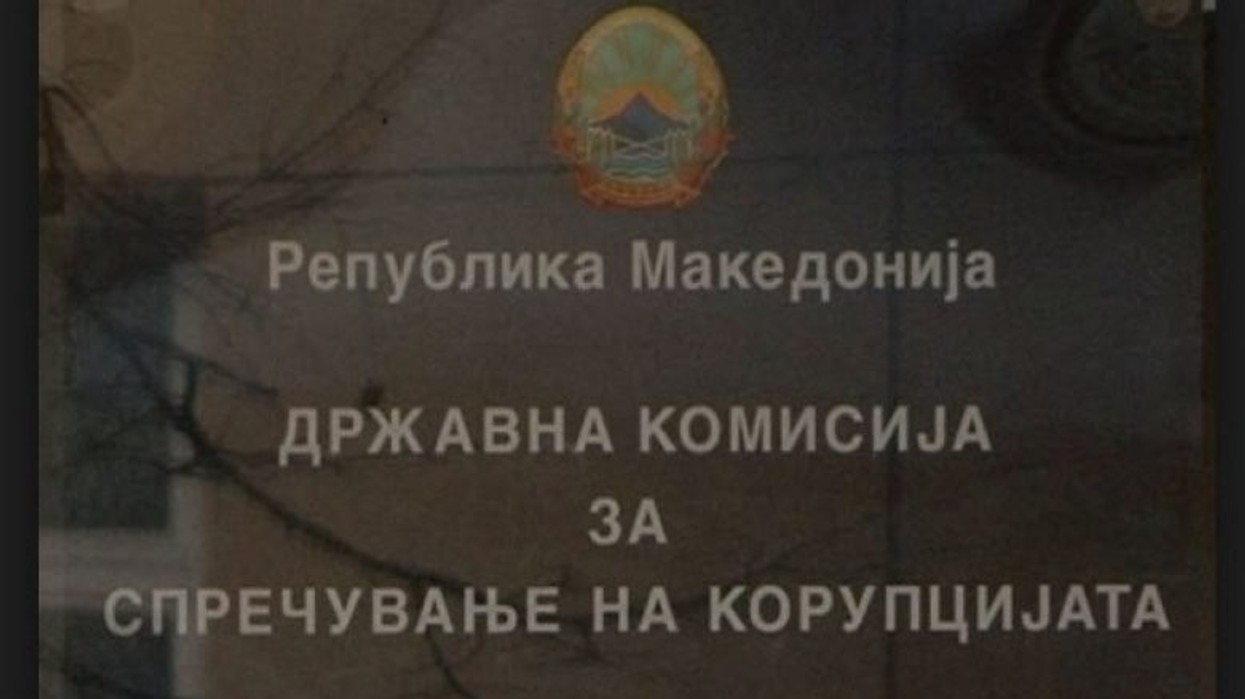 Република Македонија
ДРЖАВНА КОМИСИЈА
ЗА
СПРЕЧУВАЊЕ НА КОРУПЦИЈАТА